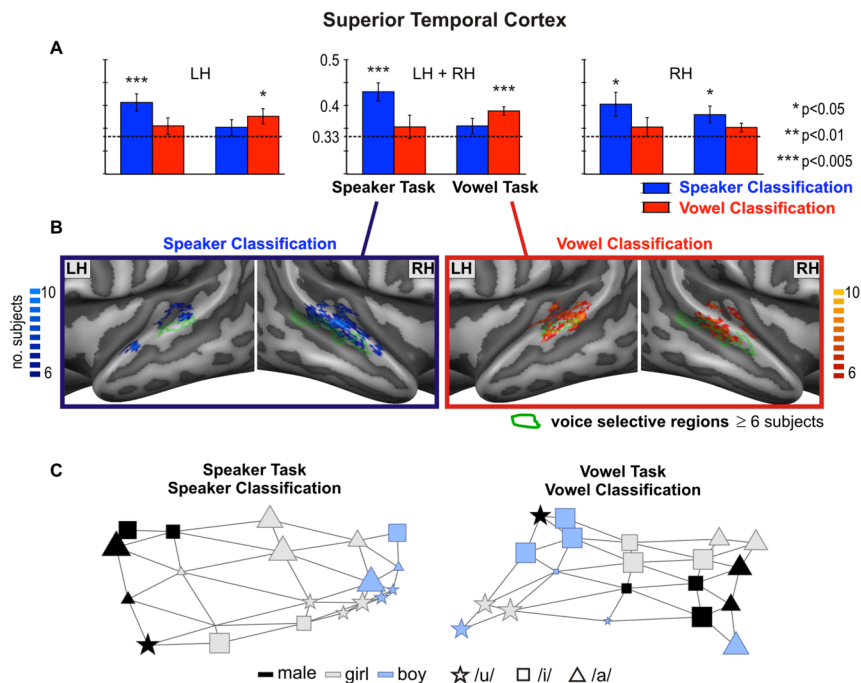 Superior Temporal Cortex
A
LH
LH + RH
RH
0.5
0.4
0.33
***
*
***
***
*
*
* p<0.05
** p<0.01
*** p<0.005
Speaker Task Vowel Task
Speaker Classification
Vowel Classification
B
Speaker Classification
Vowel Classification
LH
RH
LH
RH
10
no. subjects
6
10
6
voice selective regions ≥ 6 subjects
C
Speaker Task
Speaker Classification
Vowel Task
Vowel Classification
male girl boy /u/ /i/ /a/